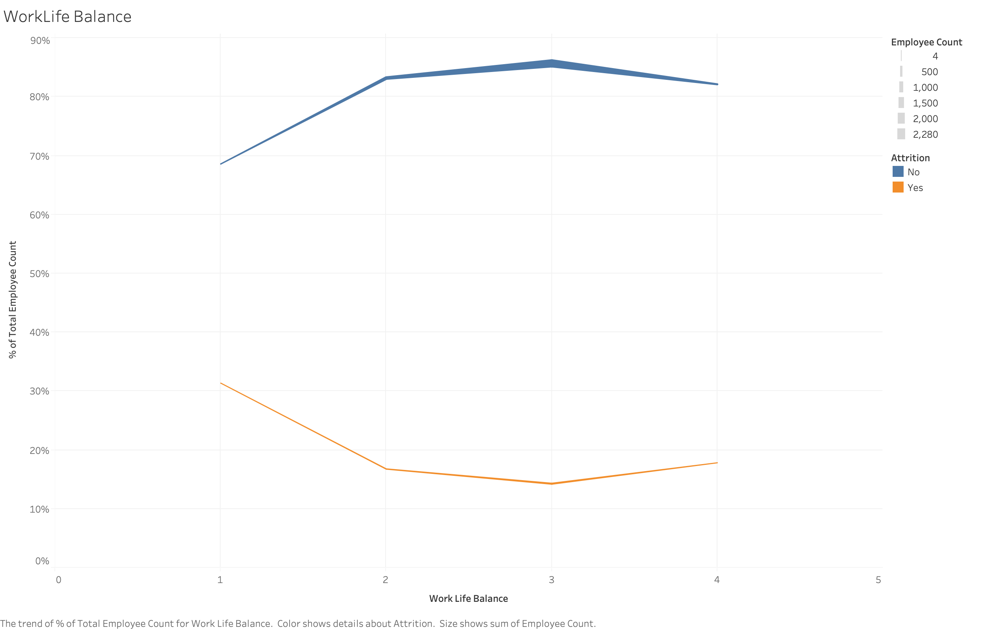 WorkLife Balance
90%
80%
70%
60%
50%
40%
30%
20%
10%
0%
% of Total Employee Count
0 1 2 3 4 5
Work Life Balance
Employee Count
4
500
1,000
1,500
2,000
2,280
Attrition
No
Yes
The trend of % of Total Employee Count for Work Life Balance.  Color shows details about Attrition.  Size shows sum of Employee Count.